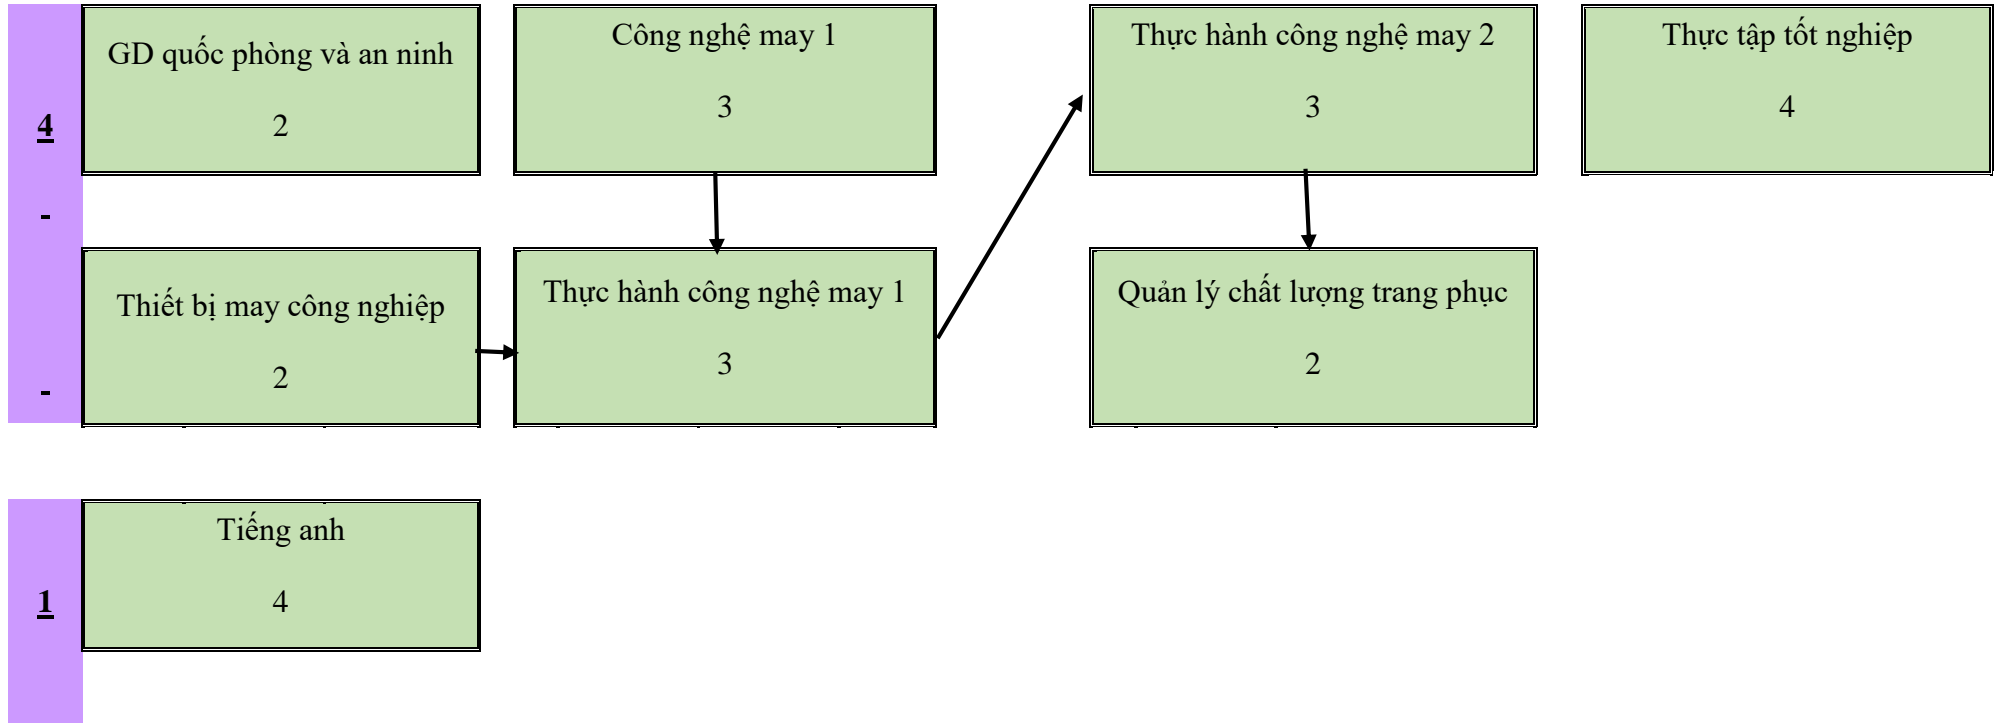 4
-
-
GD quốc phòng và an ninh
2
Công nghệ may 1
3
Thực hành công nghệ may 2
3
Thực tập tốt nghiệp
4
Thiết bị may công nghiệp
2
Thực hành công nghệ may 1
3
Quản lý chất lượng trang phục
2
1
Tiếng anh
4